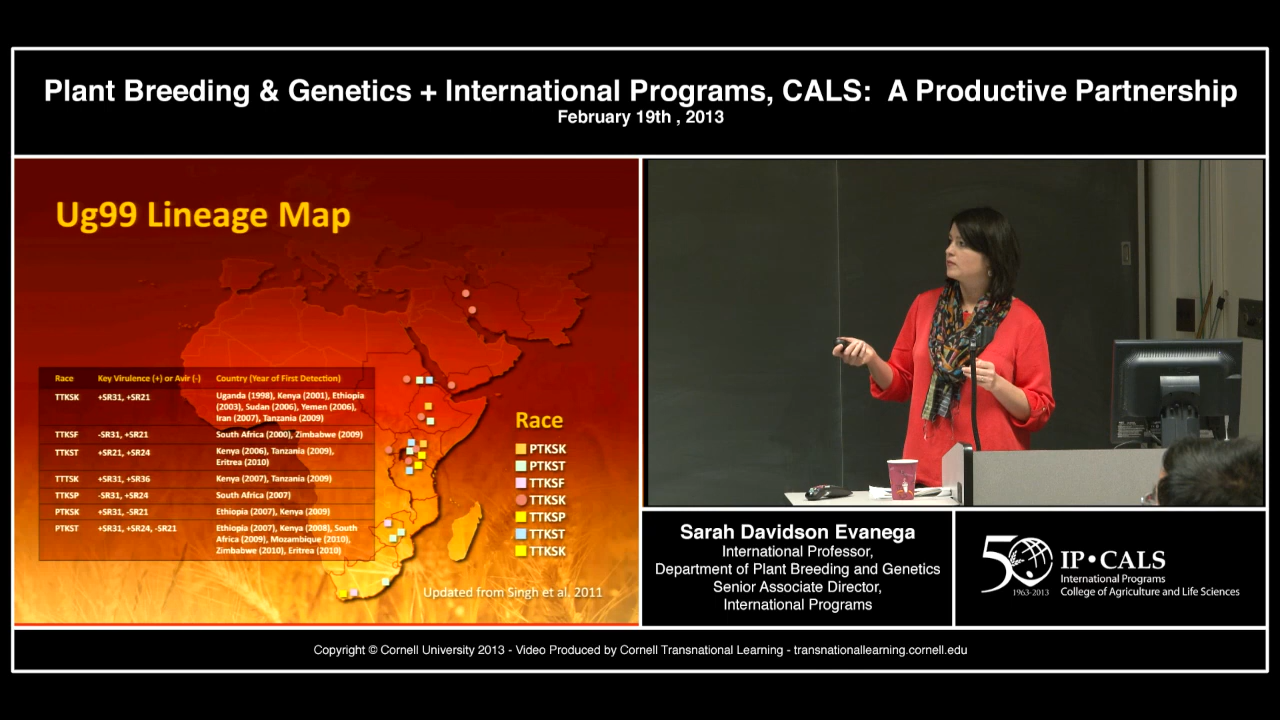 Plant Breeding & Genetics + International Programs, CALS: A Productive Partnership
February 19th , 2013
Ug99 Lineage Map
Race Key Virulence (+) or Avir (-) Country (Year of First Detection)
TTKSK +SR31, +SR21 Uganda (1998), Kenya (2001), Ethiopia
(2003), Sudan (2006), Yemen (2006),
Iran (2007), Tanzania (2009)
TTKSF -SR31, +SR21 South Africa (2000), Zimbabwe (2009)
TTKST +SR21, +SR24 Kenya (2006), Tanzania (2009),
Eritrea (2010)
TTTSK +SR31, +SR36 Kenya (2007), Tanzania (2009)
TTKSP -SR31, +SR24 South Africa (2007)
PTKSK +SR31, -SR21 Ethiopia (2007), Kenya (2009)
PTKST +SR31, +SR24, -SR21 Ethiopia (2007), Kenya (2008), South
Africa (2009), Mozambique (2010),
Zimbabwe (2010), Eritrea (2010)
Race
PTKSK
PTKST
TTKSF
TTKSK
TTKSP
TTKST
TTKSK
Updated from Singh et al. 2011
Sarah Davidson Evanega
International Professor,
Department of Plant Breeding and Genetics
Senior Associate Director,
International Programs
50
1963-2013
IP•CALS
International Programs
College of Agriculture and Life Sciences
Copyright © Cornell University 2013 - Video Produced by Cornell Transnational Learning - transnationallearning.cornell.edu